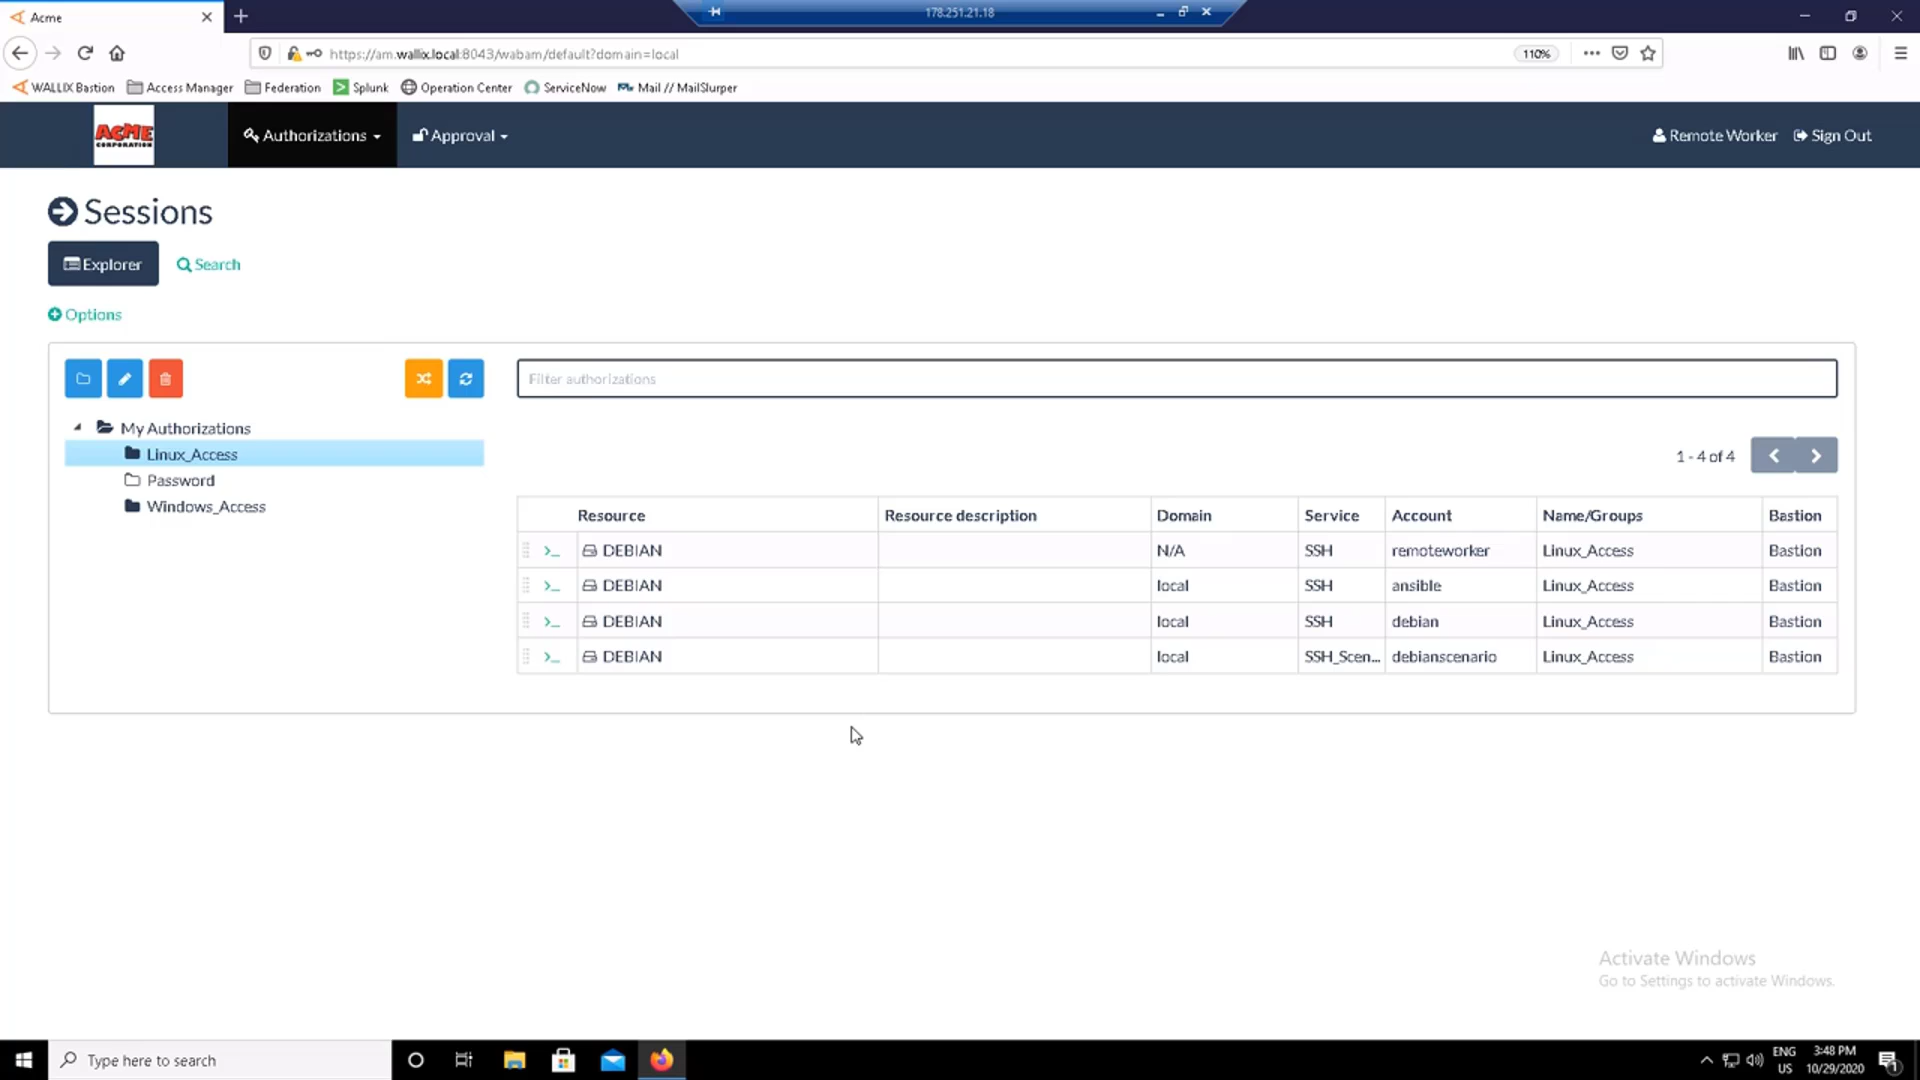 Acme
178.251.21.18
https://am.wallix.local:8043/wabam/default?domain=local
110%
WALLIX Bastion
Access Manager
Federation
Splunk
Operation Center
ServiceNow
Mail // MailSlurper
ACME
CORPORATION
Authorizations
Approval
Remote Worker
Sign Out
Sessions
Explorer
Search
Options
Filter authorizations
My Authorizations
Linux_Access
Password
Windows_Access
1 - 4 of 4
Resource Resource description Domain Service Account Name/Groups Bastion
>_ DEBIAN N/A SSH remoteworker Linux_Access Bastion
>_ DEBIAN local SSH ansible Linux_Access Bastion
>_ DEBIAN local SSH debian Linux_Access Bastion
>_ DEBIAN local SSH_Scen... debianscenario Linux_Access Bastion
Activate Windows
Go to Settings to activate Windows.
Type here to search
ENG
US
3:48 PM
10/29/2020
1